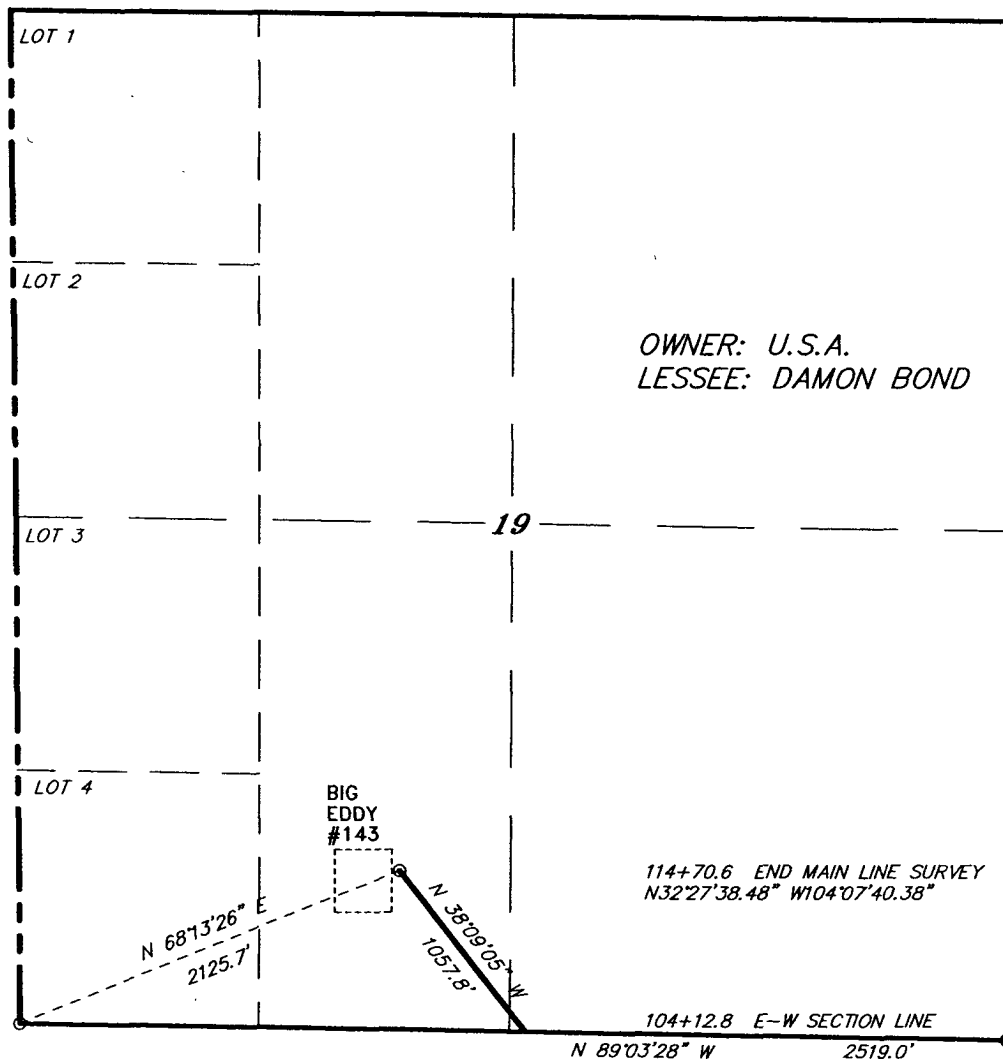 LOT 1
LOT 2
OWNER: U.S.A.
LESSEE: DAMON BOND
19
LOT 3
LOT 4
BIG
EDDY
#143
114+70.6 END MAIN LINE SURVEY
N32°27'38.48" W104°07'40.38"
N 68°13'26" E
2125.7'
N 38°09'05" W
1057.8'
104+12.8 E-W SECTION LINE
N 89°03'28" W 2519.0'